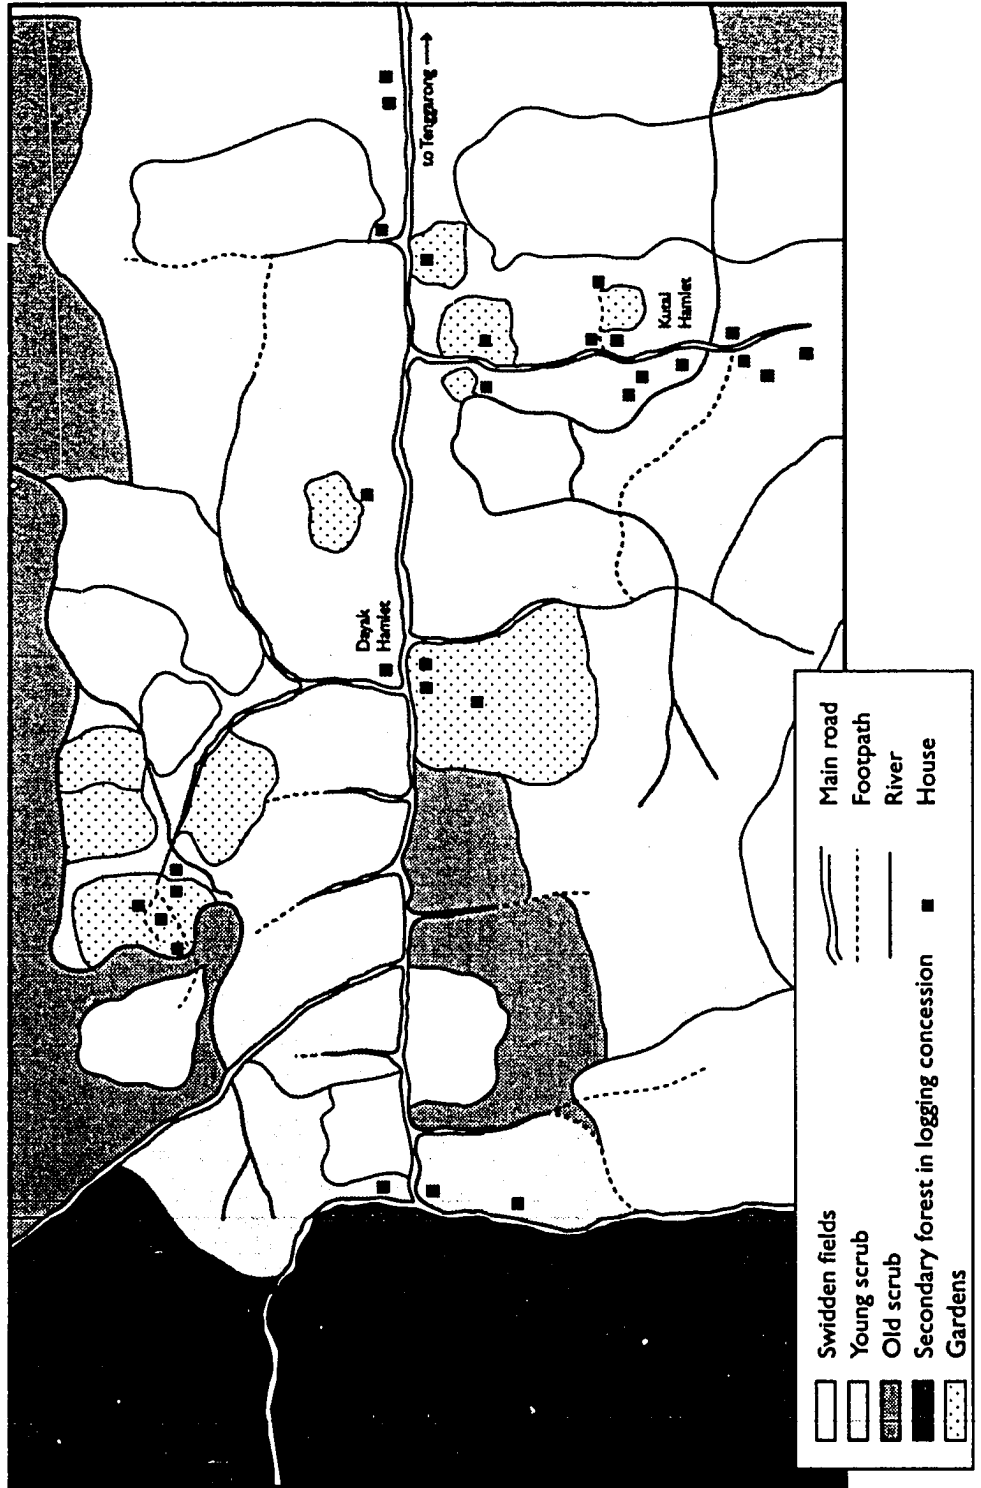 to Tenggarong
Dayak
Hamlet
Kutai
Hamlet
Swidden fields
Young scrub
Old scrub
Secondary forest in logging concession
Gardens
Main road
Footpath
River
House